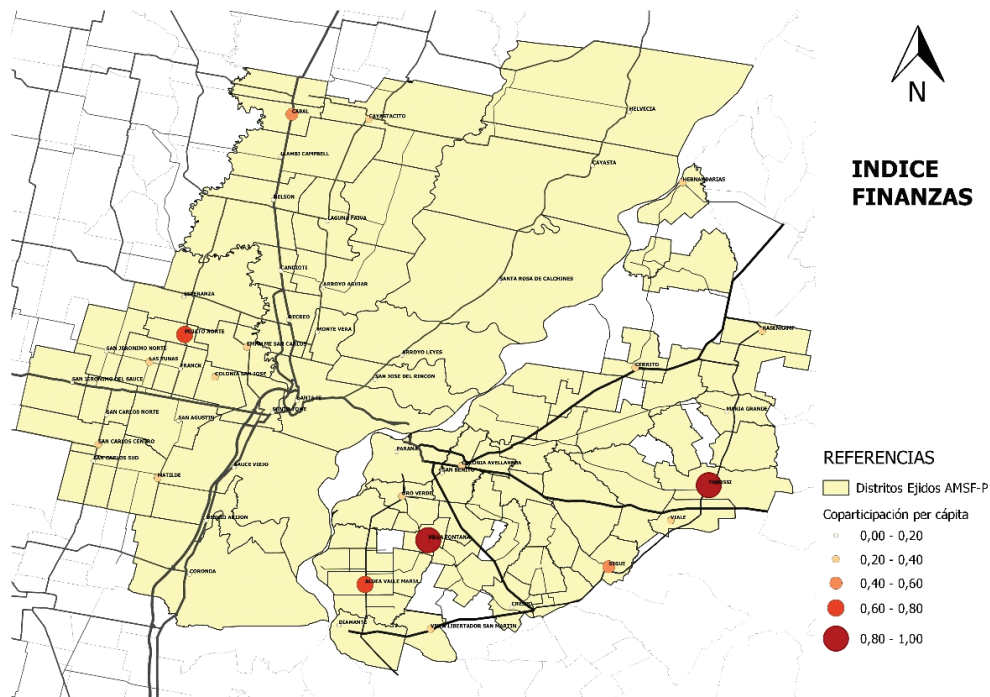 N
INDICE
FINANZAS
HELVECIA
CABAL
CAYASTACITO
LLAMBI CAMPBELL
CAYASTA
HERNANDARIAS
NELSON
LAGUNA PAIVA
CANDIOTI
SANTA ROSA DE CALCHINES
ARROYO AGUIAR
ESPERANZA
RECREO
MONTE VERA
HASENKAMP
EMPALME SAN CARLOS
SAN JERONIMO NORTE
ARROYO LEYES
LAS TUNAS
FRANCK
CERRITO
COLONIA SAN JOSE
SAN JOSE DEL RINCON
SAN JERONIMO DEL SAUCE
SANTA FE
SANTO TOME
SAN CARLOS NORTE
MARIA GRANDE
SAN AGUSTIN
SAN CARLOS CENTRO
PARANA
SAN CARLOS SUD
SAUCE VIEJO
COLONIA AVELLANEDA
SAN BENITO
MATILDE
TABOSSI
ORO VERDE
VIALE
VILLA FONTANA
SEGUI
CORONDA
ALDEA VALLE MARIA
CRESPO
DIAMANTE
VILLA LIBERTADOR SAN MARTIN
REFERENCIAS
Distritos Ejidos AMSF-P
Coparticipación per cápita
0,00 - 0,20
0,20 - 0,40
0,40 - 0,60
0,60 - 0,80
0,80 - 1,00